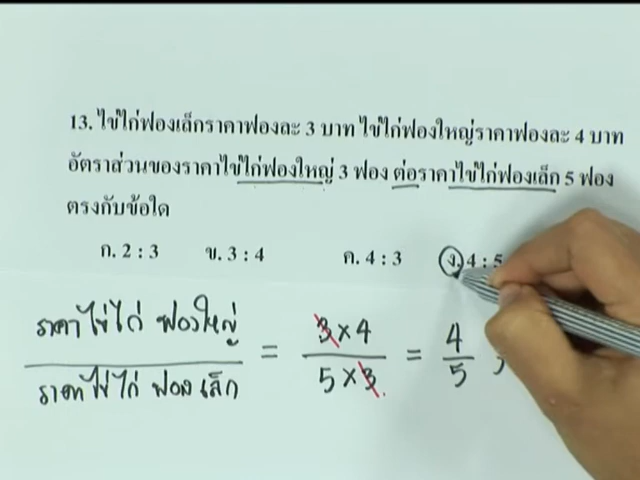 13. ไข่ไก่ฟองเล็กราคาฟองละ 3 บาท ไข่ไก่ฟองใหญ่ราคาฟองละ 4 บาท
อัตราส่วนของราคาไข่ไก่ฟองใหญ่ 3 ฟอง ต่อราคาไข่ไก่ฟองเล็ก 5 ฟอง
ตรงกับข้อใด
ก. 2 : 3 ข. 3 : 4 ค. 4 : 3 ง. 4 : 5
ราคาไข่ไก่ ฟองใหญ่ 3 × 4 4
= =
ราคาไข่ไก่ ฟองเล็ก 5 × 3 5